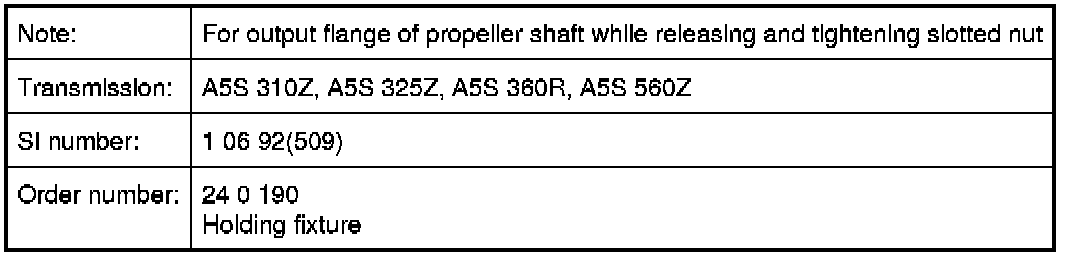 Note: For output flange of propeller shaft while releasing and tightening slotted nut
Transmission: A5S 310Z, A5S 325Z, A5S 360R, A5S 560Z
SI number: 1 06 92(509)
Order number: 24 0 190
Holding fixture